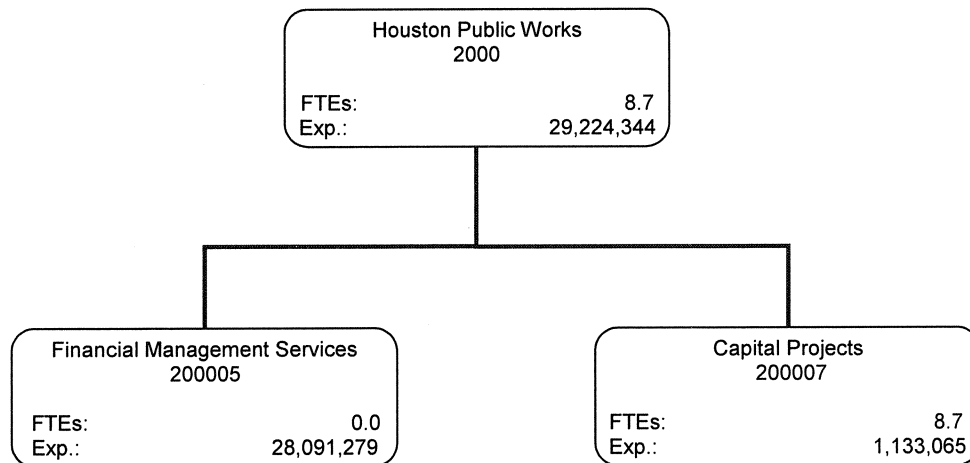 Houston Public Works
2000
FTEs: 8.7
Exp.: 29,224,344
Financial Management Services
200005
FTEs: 0.0
Exp.: 28,091,279
Capital Projects
200007
FTEs: 8.7
Exp.: 1,133,065